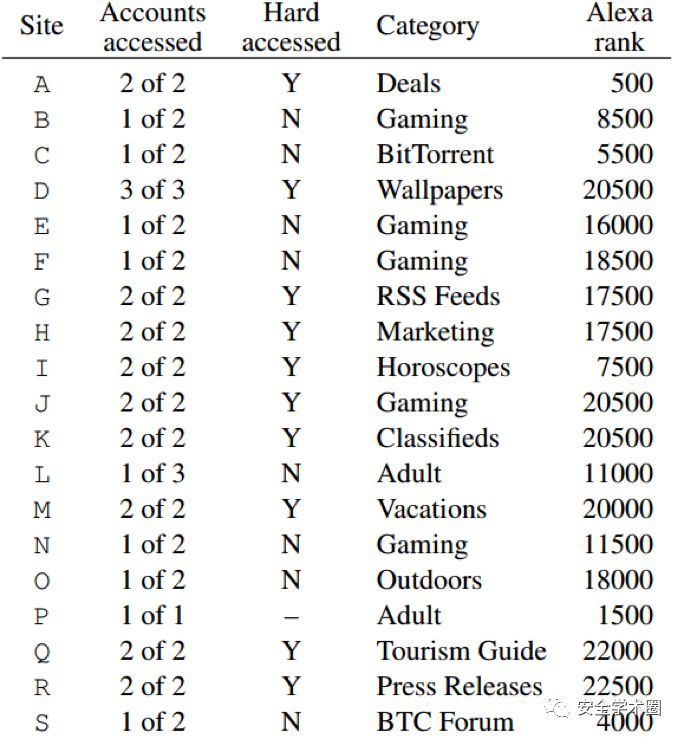 Site Accounts accessed Hard accessed Category Alexa rank
A 2 of 2 Y Deals 500
B 1 of 2 N Gaming 8500
C 1 of 2 N BitTorrent 5500
D 3 of 3 Y Wallpapers 20500
E 1 of 2 N Gaming 16000
F 1 of 2 N Gaming 18500
G 2 of 2 Y RSS Feeds 17500
H 2 of 2 Y Marketing 17500
I 2 of 2 Y Horoscopes 7500
J 2 of 2 Y Gaming 20500
K 2 of 2 Y Classifieds 20500
L 1 of 3 N Adult 11000
M 2 of 2 Y Vacations 20000
N 1 of 2 N Gaming 11500
O 1 of 2 N Outdoors 18000
P 1 of 1 – Adult 1500
Q 2 of 2 Y Tourism Guide 22000
R 2 of 2 Y Press Releases 22500
S 1 of 2 N BTC Forum 4000
安全学术圈